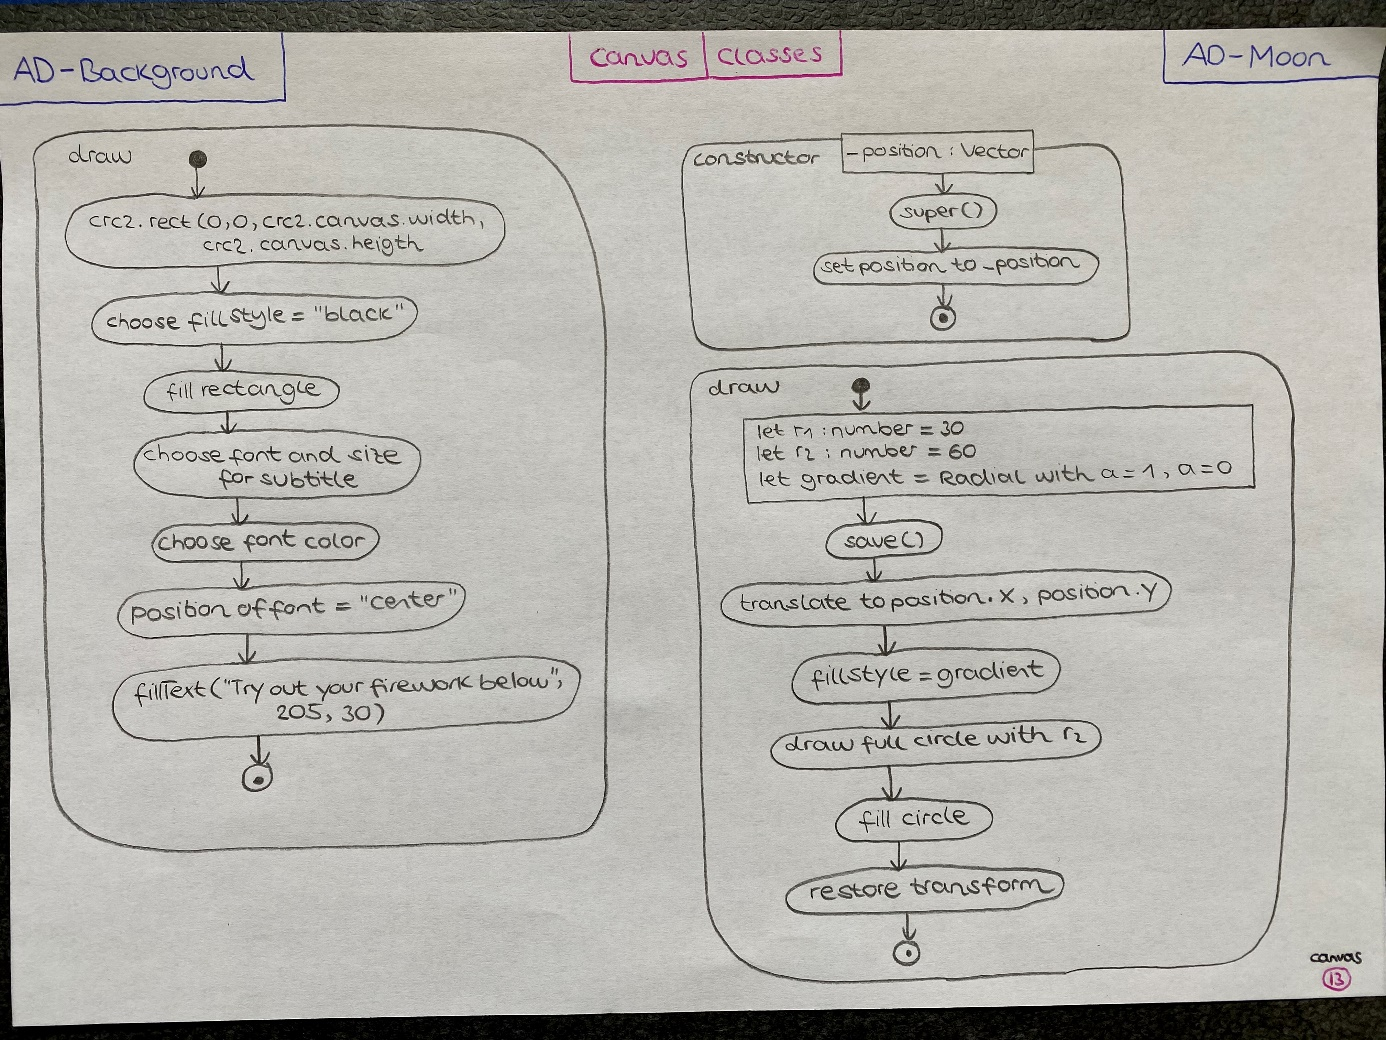 AD-Background
canvas classes
AD-Moon
draw
crc2.rect(0,0,crc2.canvas.width,
crc2.canvas.heigth
choose fillstyle = "black"
fill rectangle
choose font and size
for subtitle
choose font color
position of font = "center"
fillText("Try out your firework below",
205, 30)
constructor
_position : Vector
super()
set position to _position
draw
let r1 : number = 30
let r2 : number = 60
let gradient = Radial with a=1, a=0
save()
translate to position.X, position.Y
fillstyle = gradient
draw full circle with r2
fill circle
restore transform
canvas
13